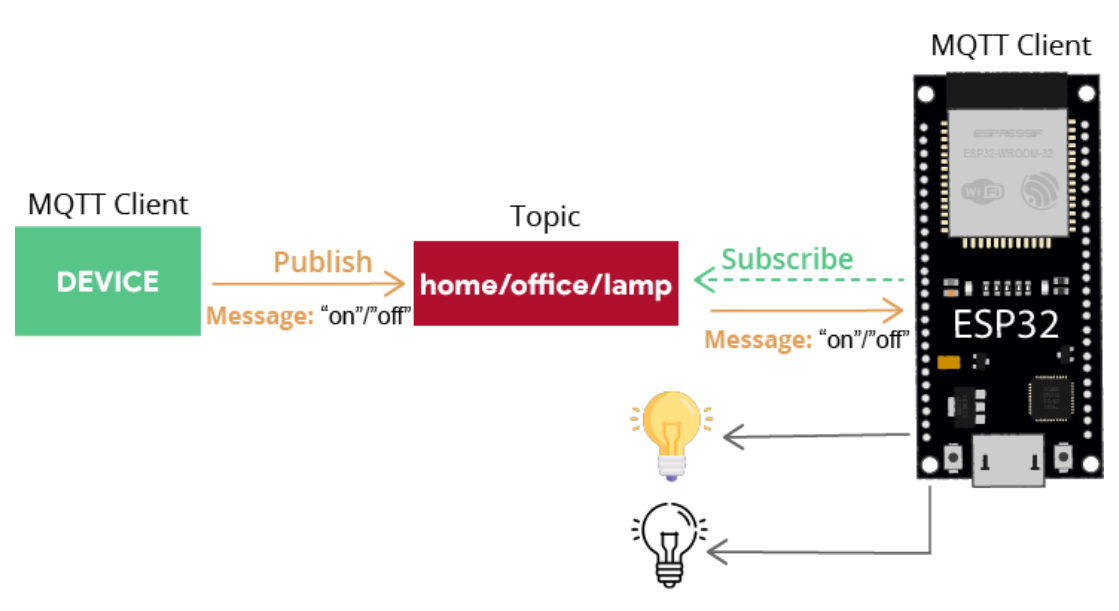 MQTT Client
MQTT Client
DEVICE
Publish
Message: “on”/”off”
Topic
home/office/lamp
Subscribe
Message: “on”/”off”
ESPRESSIF
ESP32-WROOM-32
WiFi
ESP32